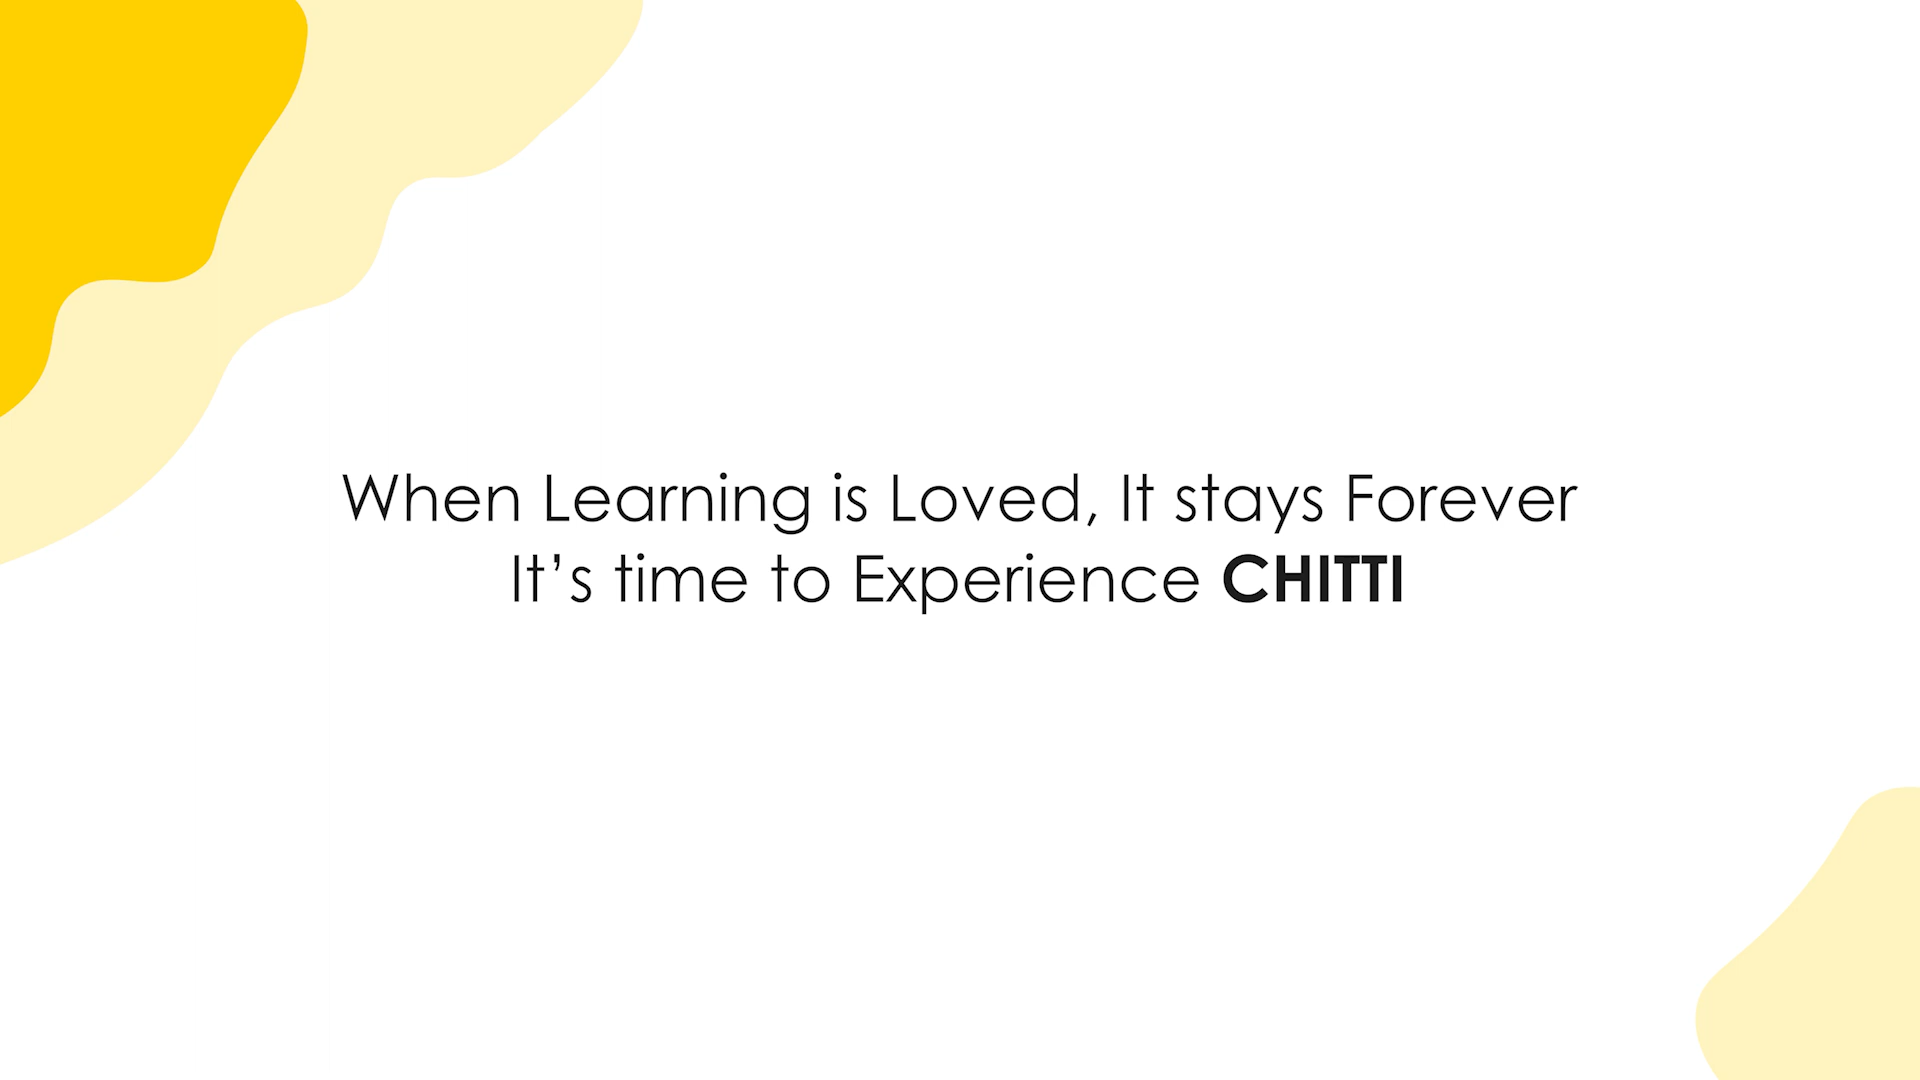 When Learning is Loved, It stays Forever
It’s time to Experience CHITTI